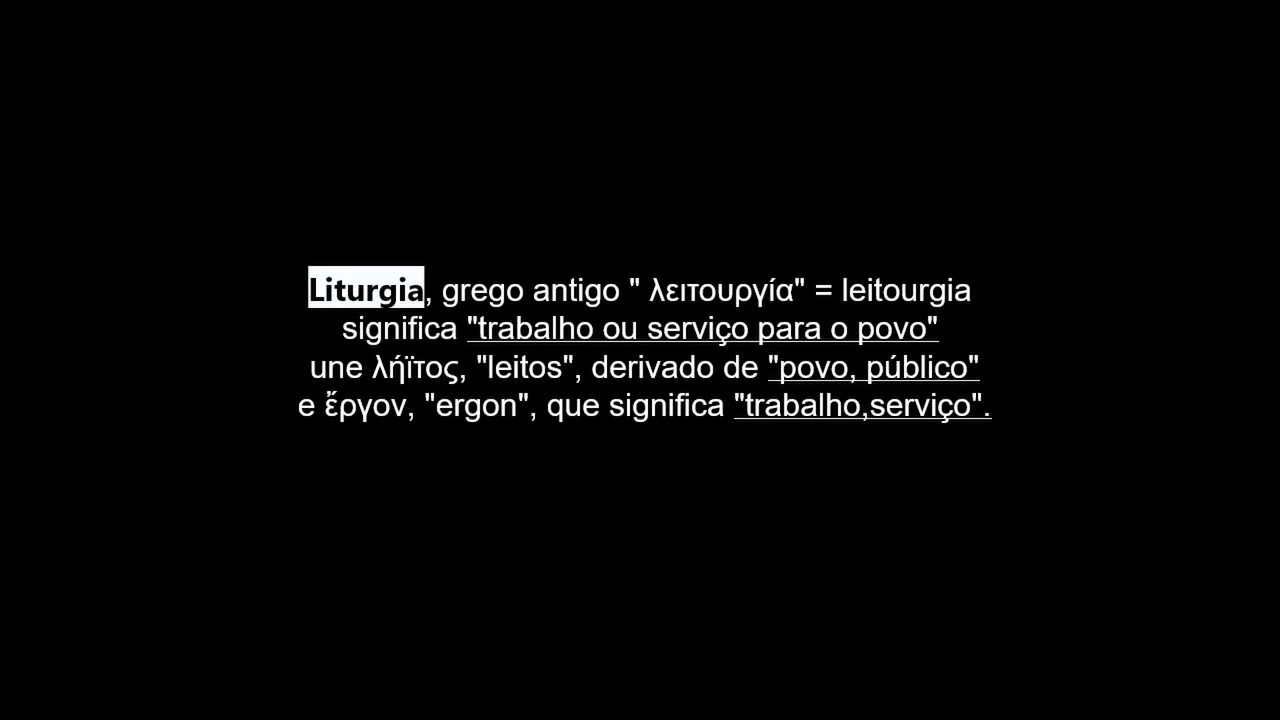 Liturgia, grego antigo " λειτουργία" = leitourgia
significa "trabalho ou serviço para o povo"
une λήϊτος, "leitos", derivado de "povo, público"
e ἔργον, "ergon", que significa "trabalho,serviço".